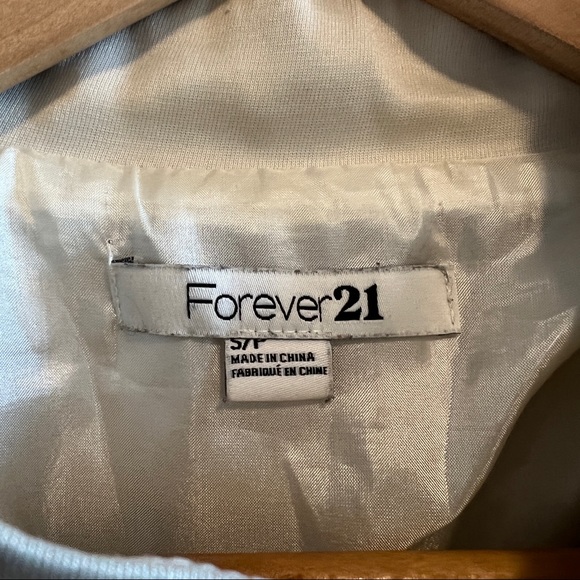 Forever21
S/P
MADE IN CHINA
FABRIQUÉ EN CHINE